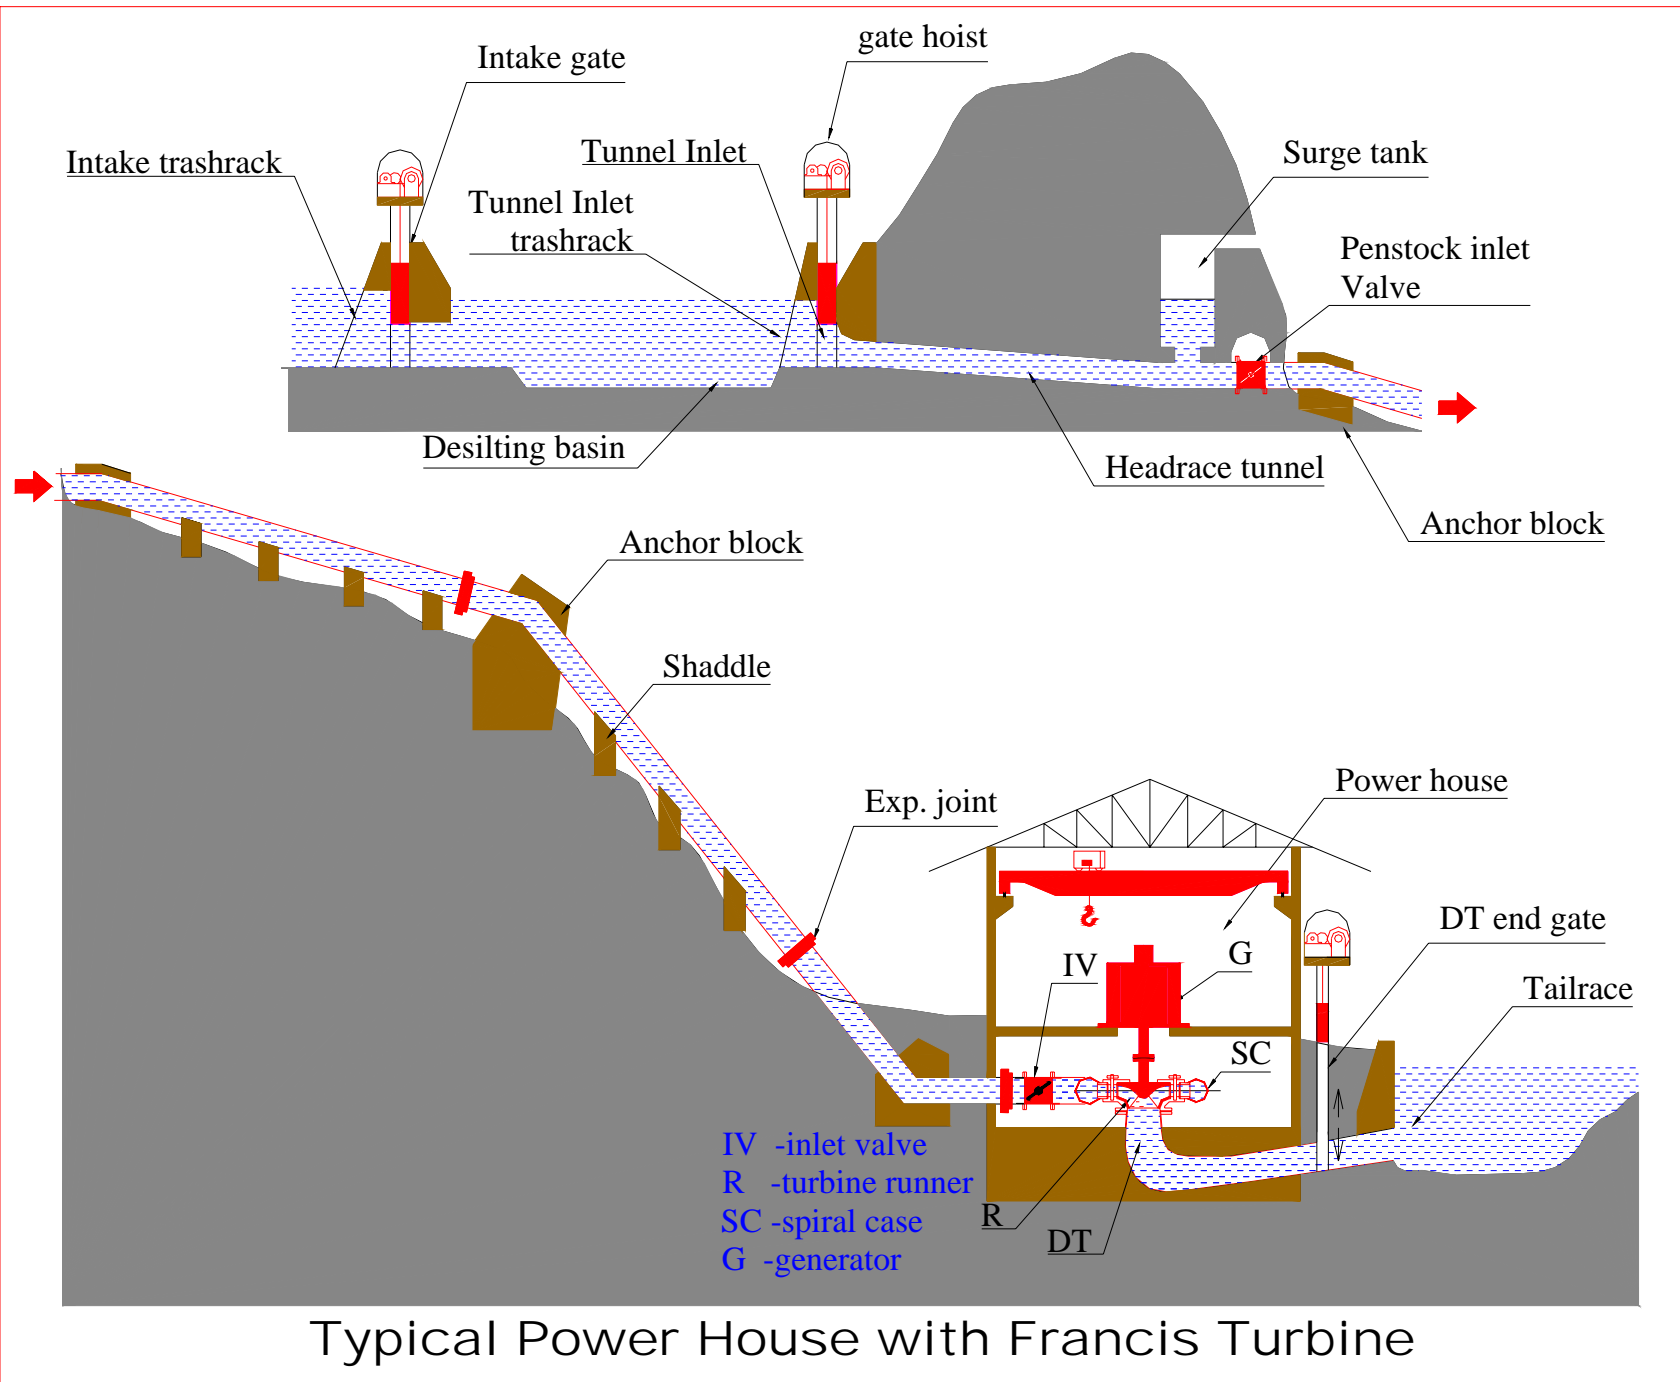 gate hoist
Intake gate
Intake trashrack
Tunnel Inlet
Surge tank
Tunnel Inlet
trashrack
Penstock inlet
Valve
Desilting basin
Headrace tunnel
Anchor block
Anchor block
Shaddle
Exp. joint
Power house
DT end gate
IV
G
Tailrace
SC
IV -inlet valve
R -turbine runner
SC -spiral case
G -generator
R
DT
Typical Power House with Francis Turbine